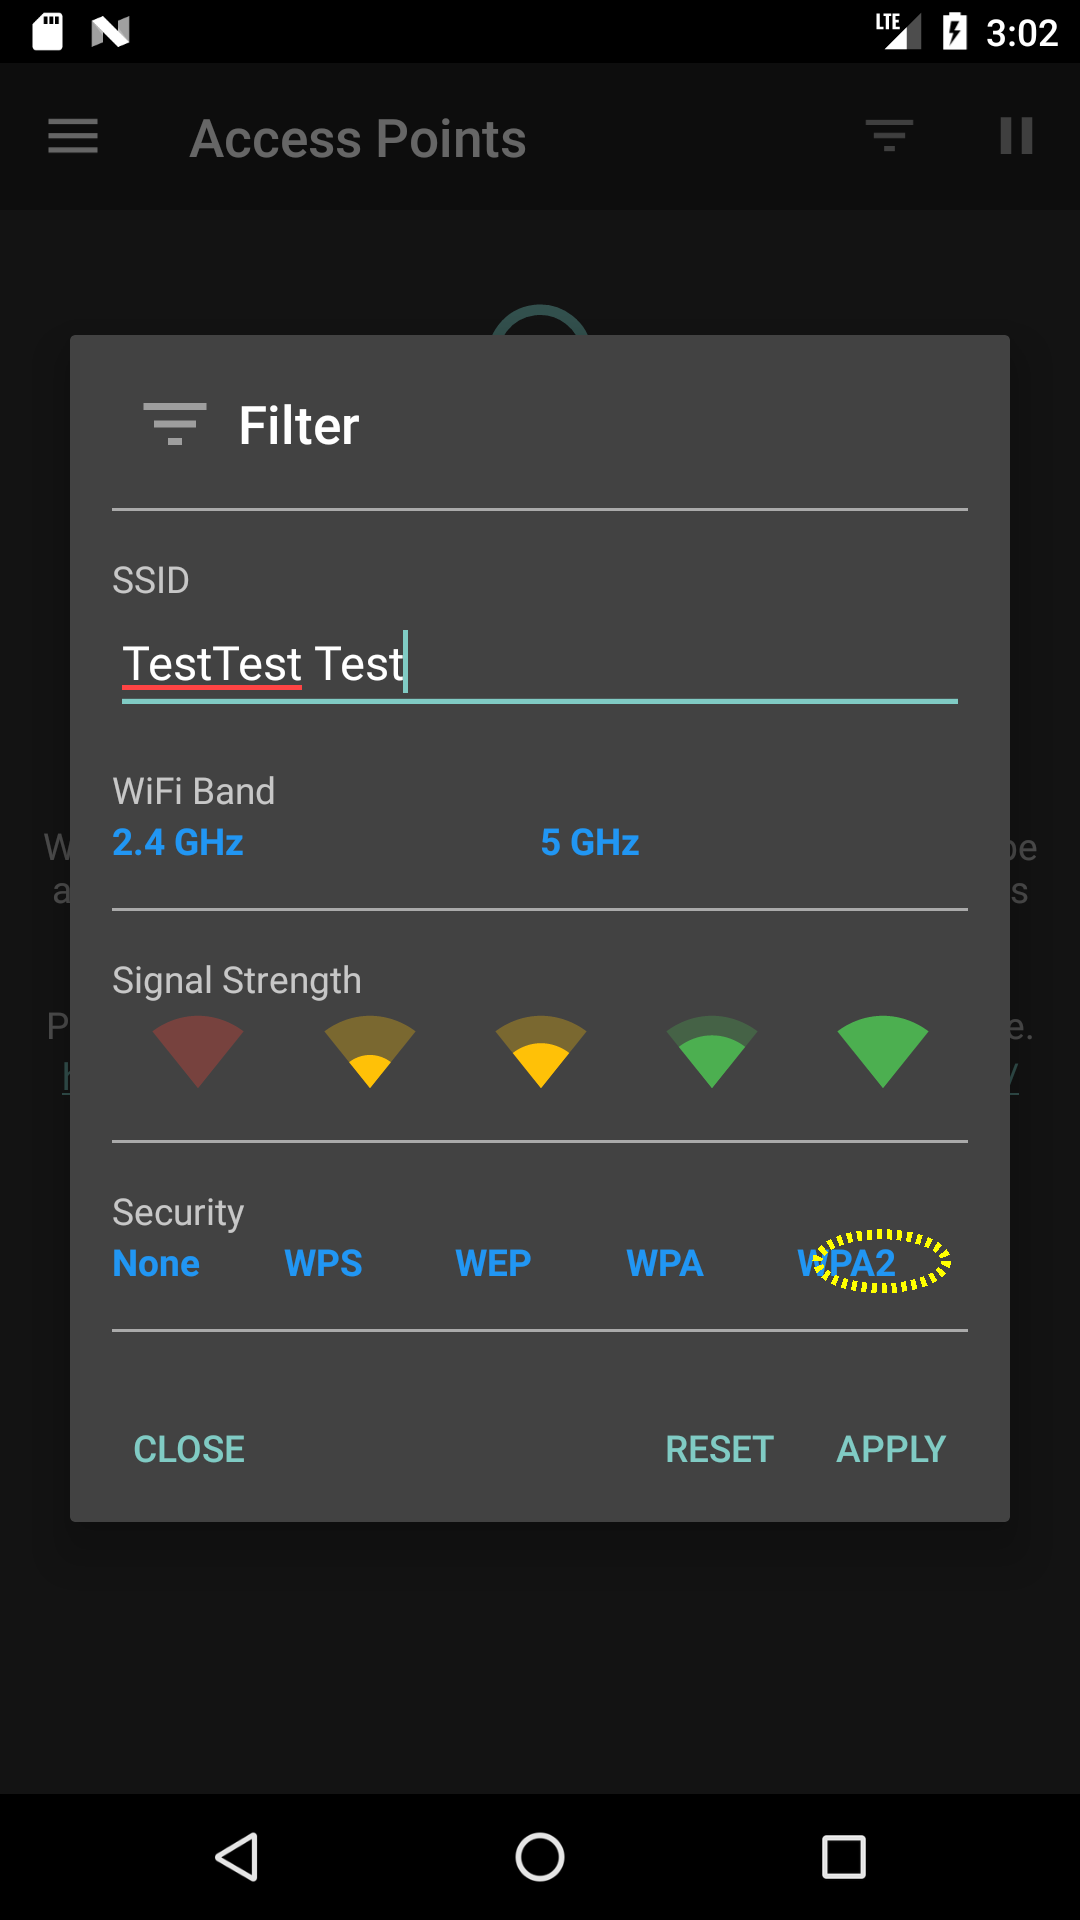 LTE 3:02
Access Points
Filter
SSID
TestTest Test
WiFi Band
2.4 GHz 5 GHz
Signal Strength
Security
None WPS WEP WPA WPA2
CLOSE RESET APPLY